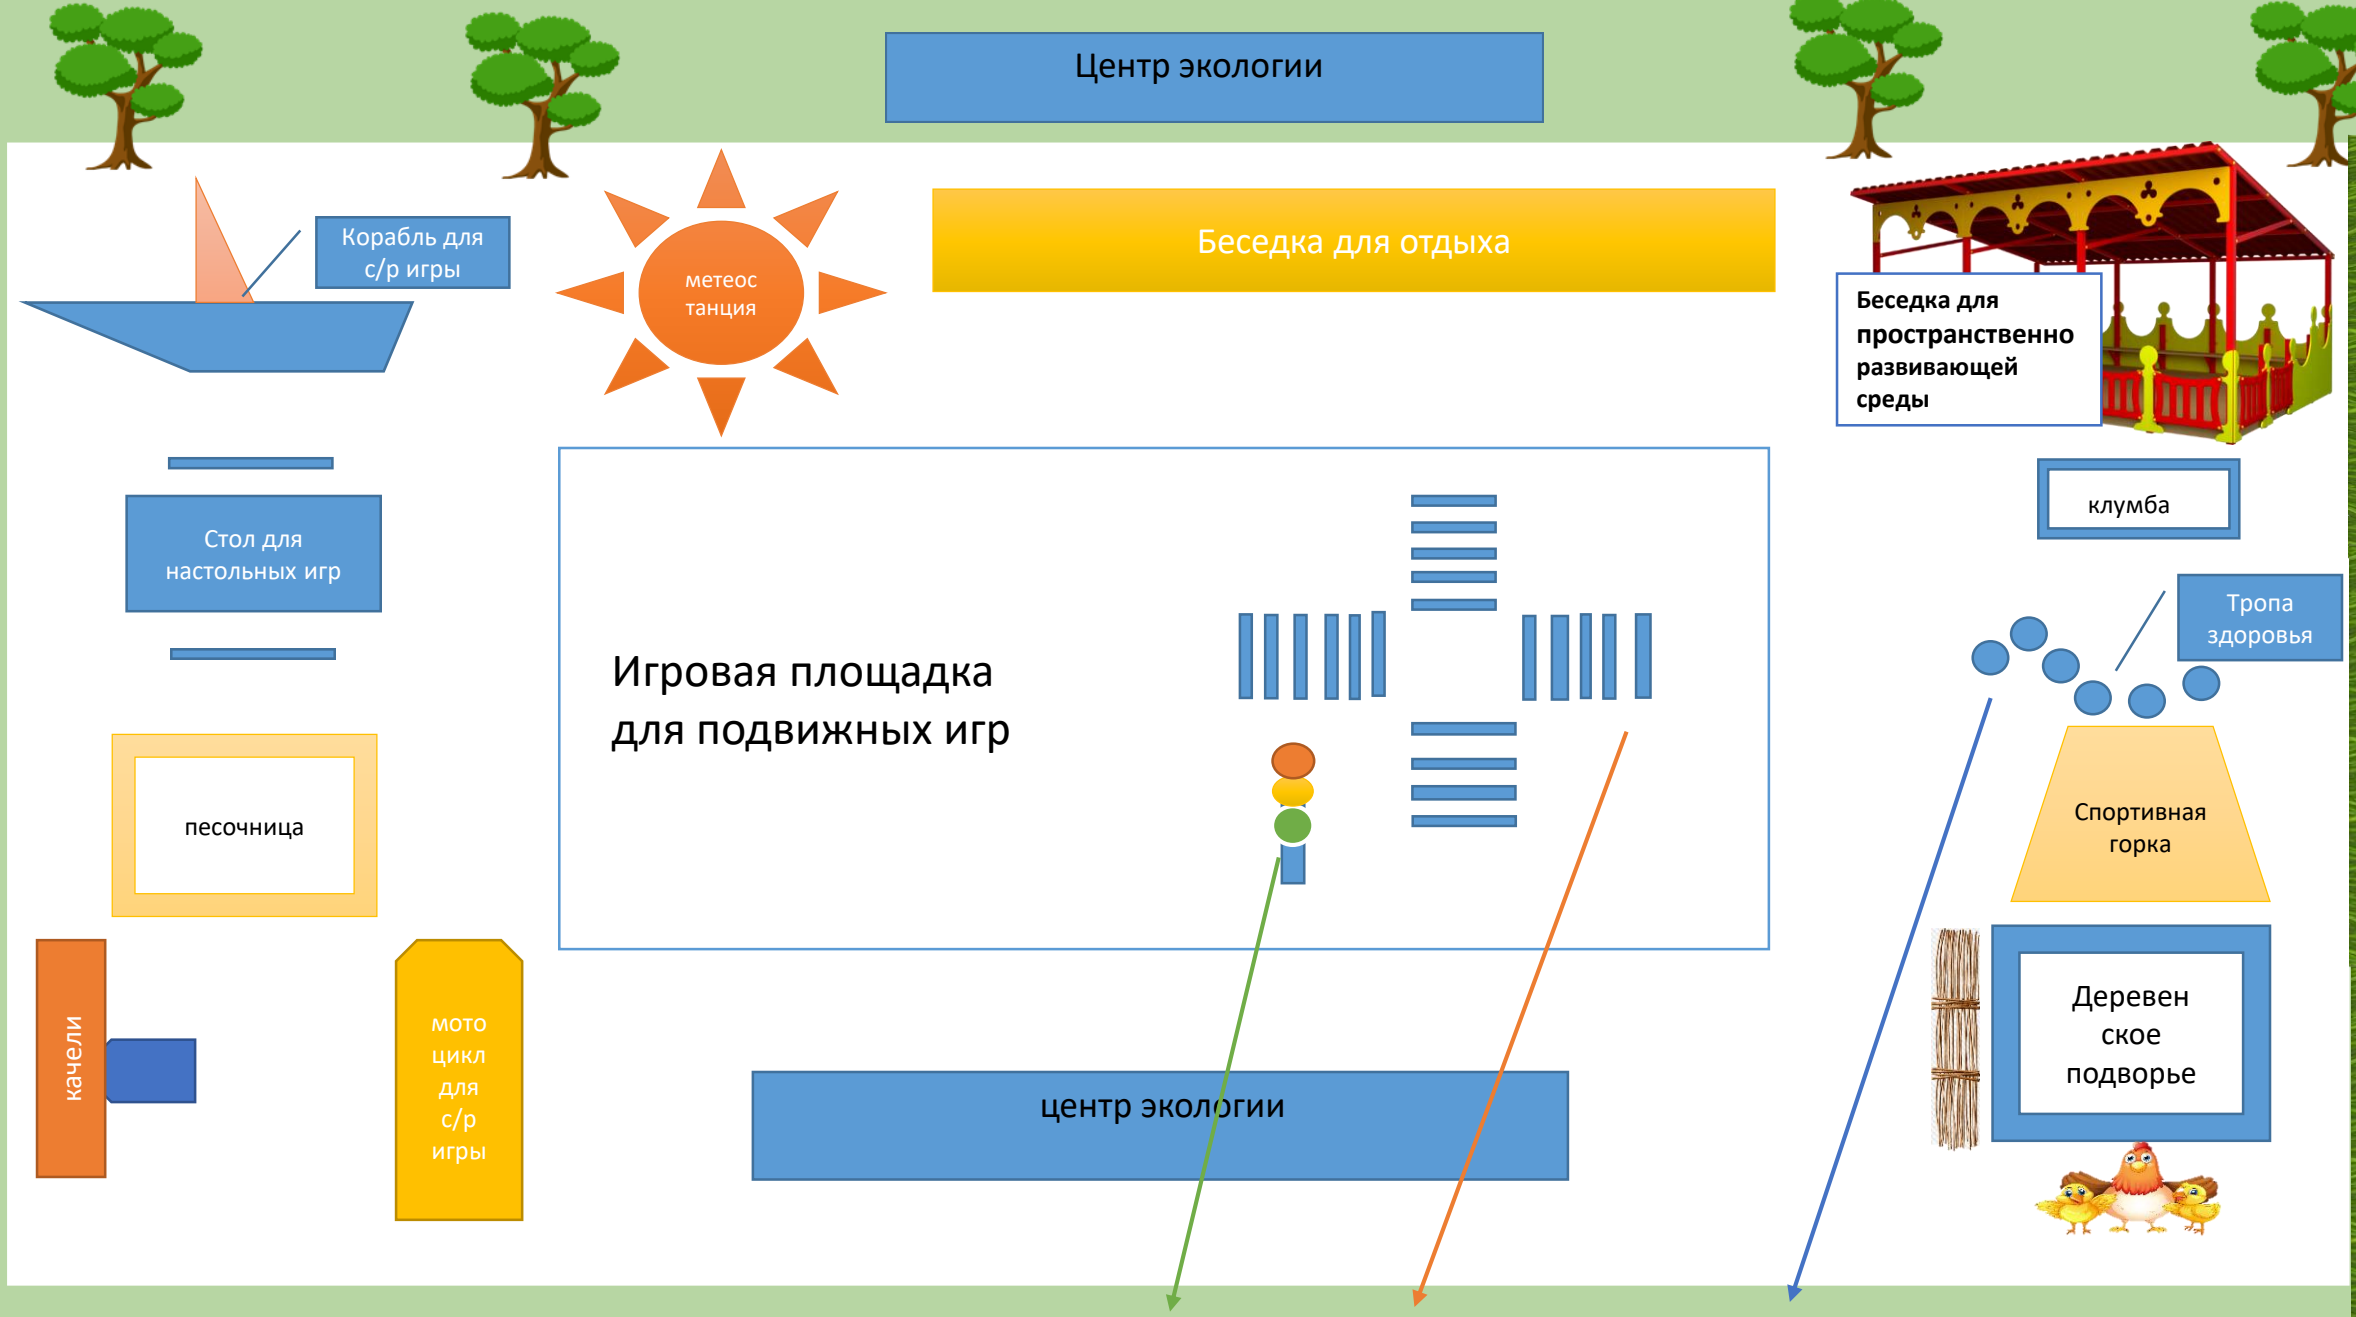 Центр экологии
Корабль для
с/р игры
метеос
танция
Беседка для отдыха
Беседка для
пространственно
развивающей
среды
Стол для
настольных игр
клумба
Тропа
здоровья
Игровая площадка
для подвижных игр
песочница
Спортивная
горка
качели
мото
цикл
для
с/р
игры
центр экологии
Деревен
ское
подворье